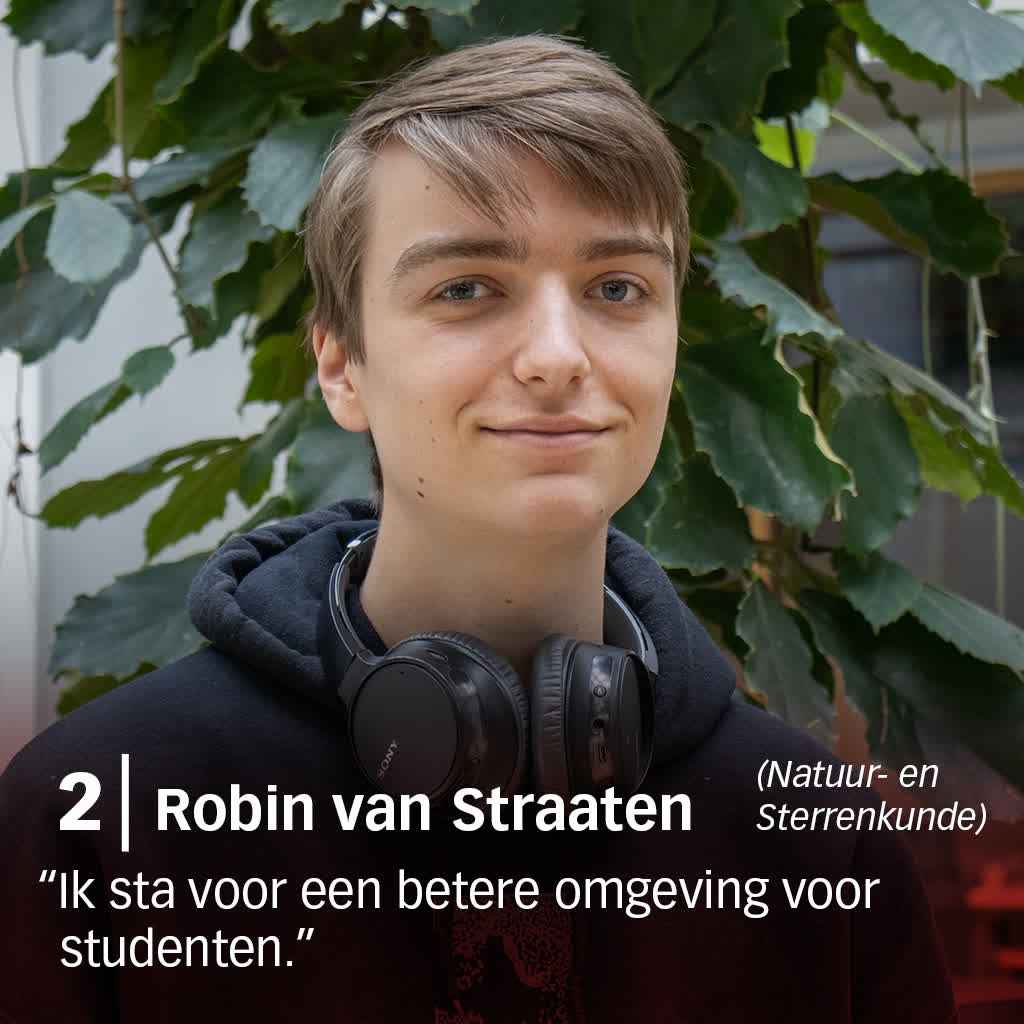 SONY
2 | Robin van Straaten
(Natuur- en
Sterrenkunde)
“Ik sta voor een betere omgeving voor
studenten.”